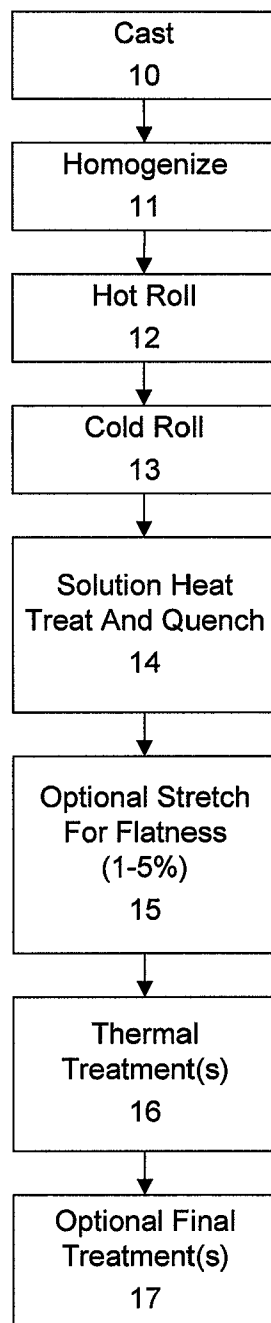 Cast
10
Homogenize
11
Hot Roll
12
Cold Roll
13
Solution Heat
Treat And Quench
14
Optional Stretch
For Flatness
(1-5%)
15
Thermal
Treatment(s)
16
Optional Final
Treatment(s)
17